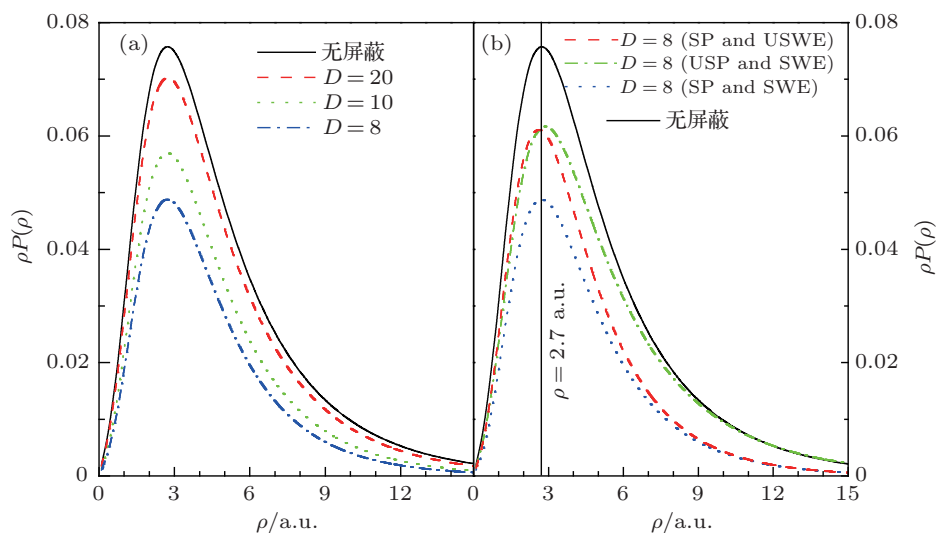 (a)
无屏蔽
D = 20
D = 10
D = 8
(b)
D = 8 (SP and USWE)
D = 8 (USP and SWE)
D = 8 (SP and SWE)
无屏蔽
ρ = 2.7 a.u.
0.08
0.06
0.04
0.02
0
ρP(ρ)
0.08
0.06
0.04
0.02
0
ρP(ρ)
0 3 6 9 12 0 3 6 9 12 15
ρ/a.u. ρ/a.u.